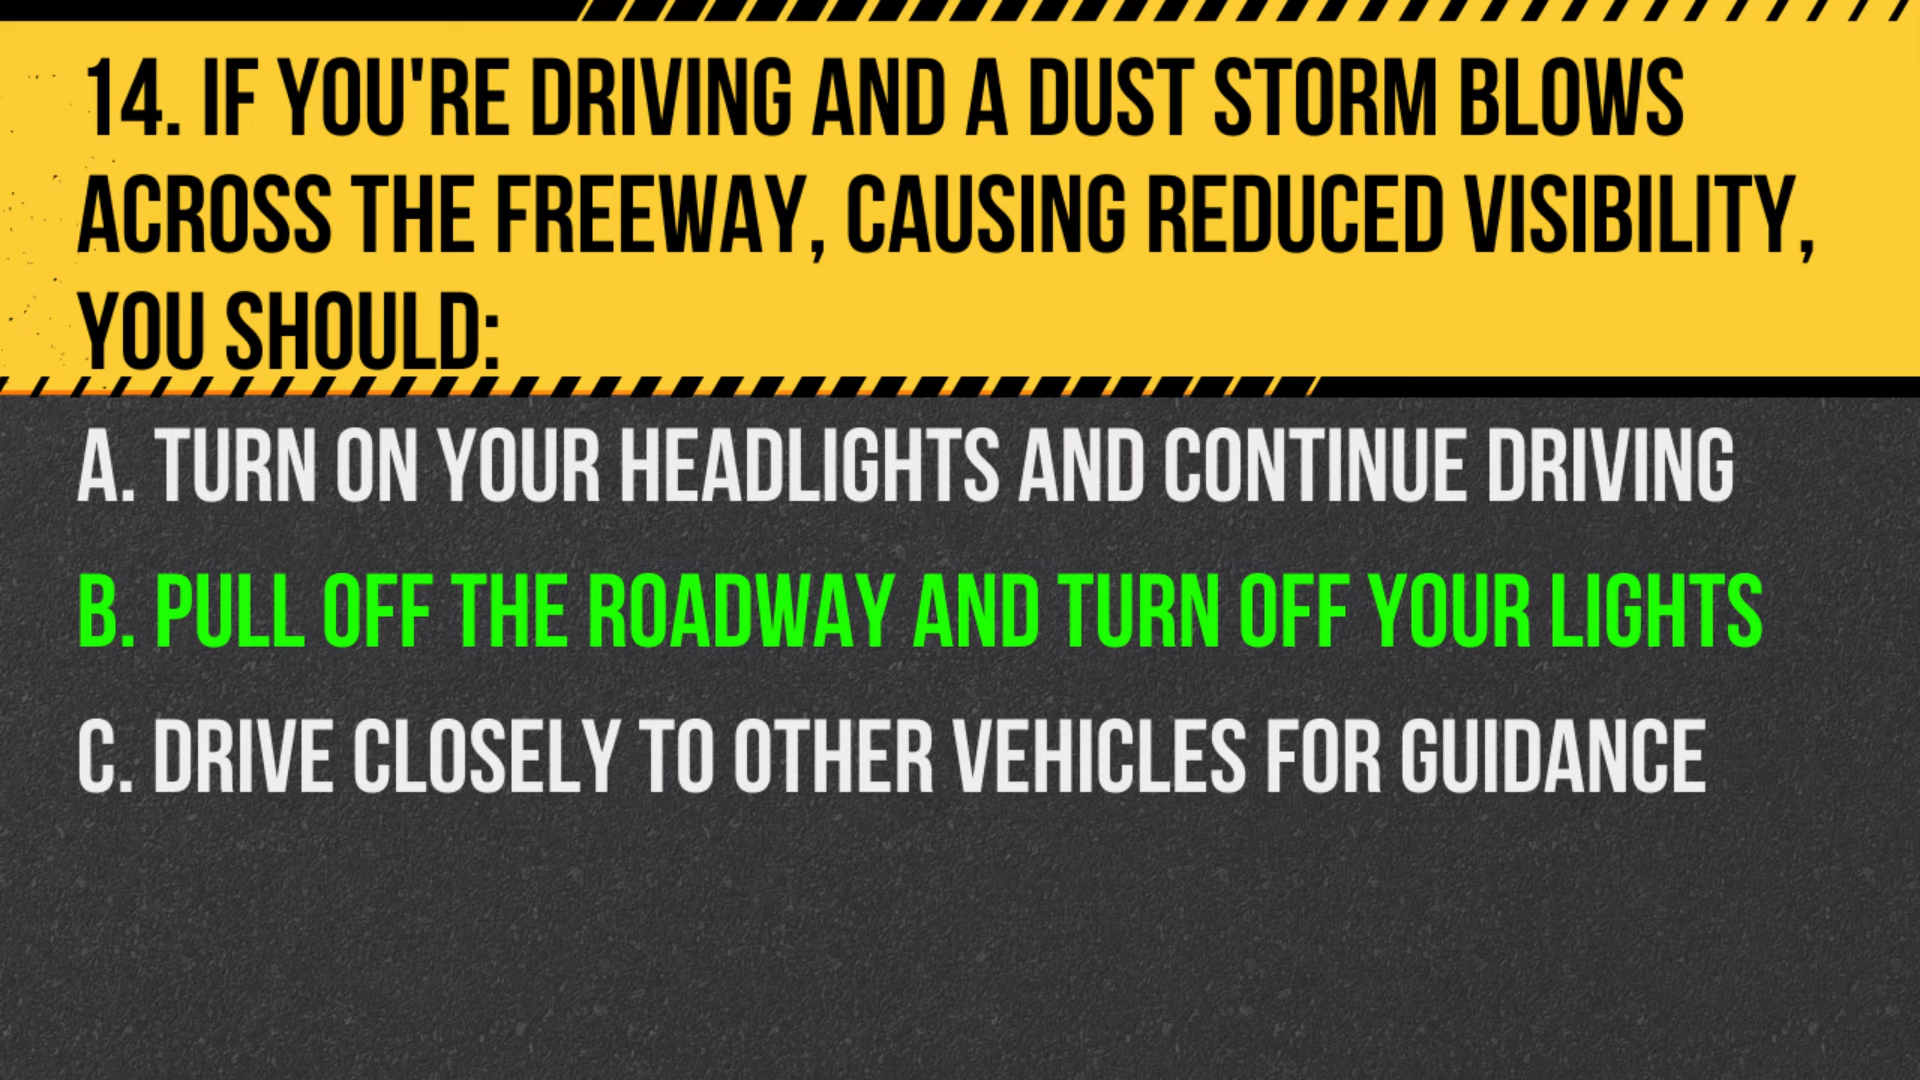 14. IF YOU'RE DRIVING AND A DUST STORM BLOWS
ACROSS THE FREEWAY, CAUSING REDUCED VISIBILITY,
YOU SHOULD:
A. TURN ON YOUR HEADLIGHTS AND CONTINUE DRIVING
B. PULL OFF THE ROADWAY AND TURN OFF YOUR LIGHTS
C. DRIVE CLOSELY TO OTHER VEHICLES FOR GUIDANCE